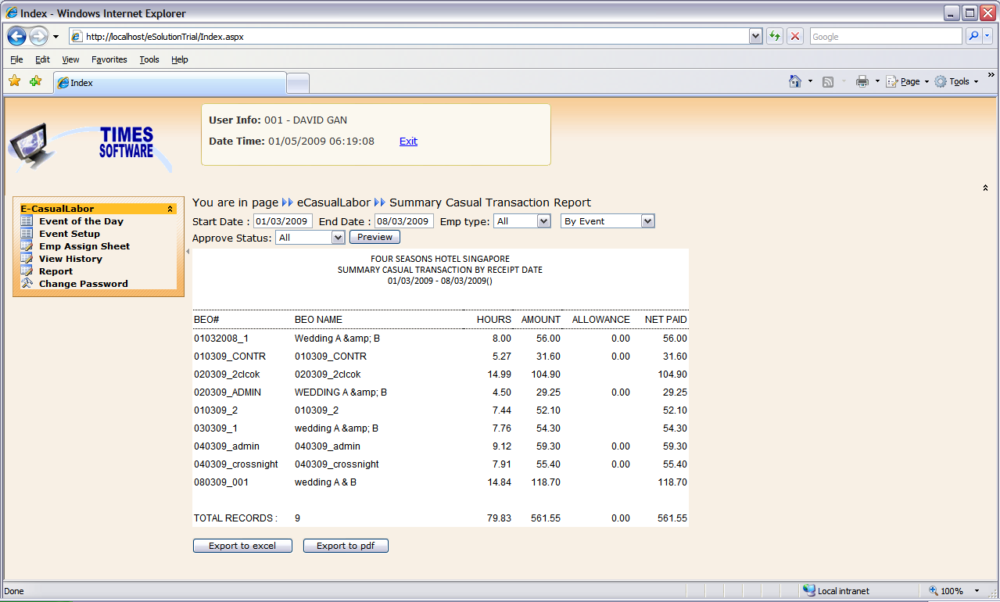 Index - Windows Internet Explorer
http://localhost/eSolutionTrial/Index.aspx Google
File Edit View Favorites Tools Help
Index Page Tools
TIMES
SOFTWARE
User Info: 001 - DAVID GAN
Date Time: 01/05/2009 06:19:08 Exit
E-CasualLabor
Event of the Day
Event Setup
Emp Assign Sheet
View History
Report
Change Password
You are in page eCasualLabor Summary Casual Transaction Report
Start Date : 01/03/2009 End Date : 08/03/2009 Emp type: All By Event
Approve Status: All Preview
FOUR SEASONS HOTEL SINGAPORE
SUMMARY CASUAL TRANSACTION BY RECEIPT DATE
01/03/2009 - 08/03/2009()
BEO# BEO NAME HOURS AMOUNT ALLOWANCE NET PAID
01032008_1 Wedding A &amp; B 8.00 56.00 0.00 56.00
010309_CONTR 010309_CONTR 5.27 31.60 0.00 31.60
020309_2clcok 020309_2clcok 14.99 104.90 104.90
020309_ADMIN WEDDING A &amp; B 4.50 29.25 0.00 29.25
010309_2 010309_2 7.44 52.10 52.10
030309_1 wedding A &amp; B 7.76 54.30 54.30
040309_admin 040309_admin 9.12 59.30 0.00 59.30
040309_crossnight 040309_crossnight 7.91 55.40 0.00 55.40
080309_001 wedding A & B 14.84 118.70 118.70
TOTAL RECORDS : 9 79.83 561.55 0.00 561.55
Export to excel Export to pdf
Done Local intranet 100%